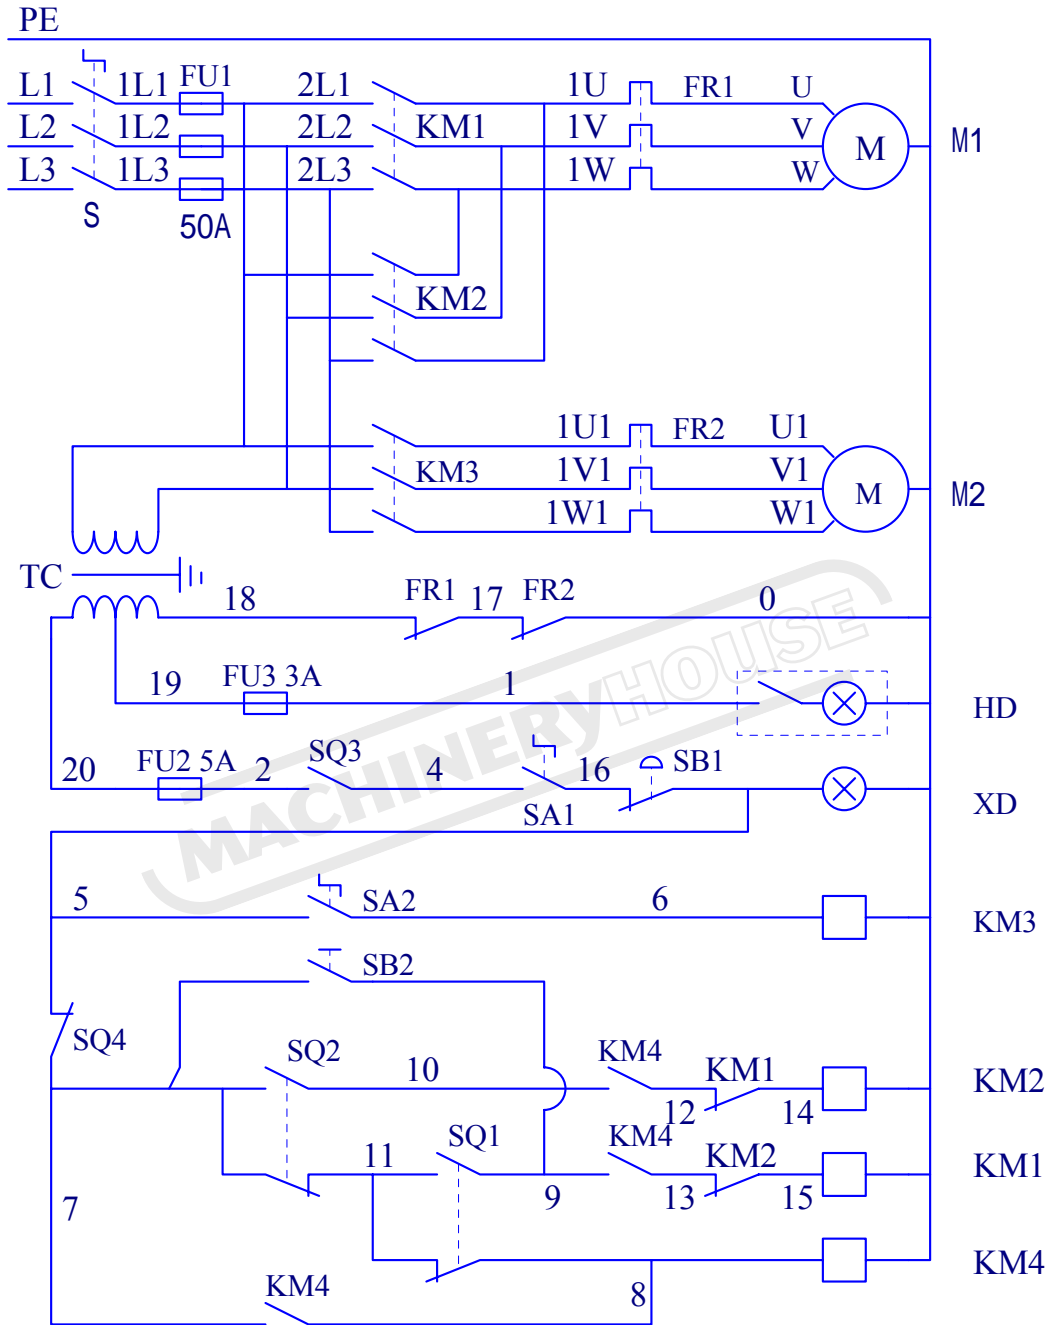 PE
L1 1L1 FU1 2L1 1U FR1 U
L2 1L2 2L2 KM1 1V V M M1
L3 1L3 2L3 1W W
S 50A
KM2
1U1 FR2 U1
KM3 1V1 V1 M M2
1W1 W1
TC
18 FR1 17 FR2 0
19 FU3 3A 1 HD
20 FU2 5A 2 SQ3 4 SA1 16 SB1 XD
MACHINERYHOUSE
5 SA2 6 KM3
SB2
SQ4
SQ2 10 KM4 12 KM1 14 KM2
11 SQ1 9 KM4 13 KM2 15 KM1
7
KM4
KM4 8